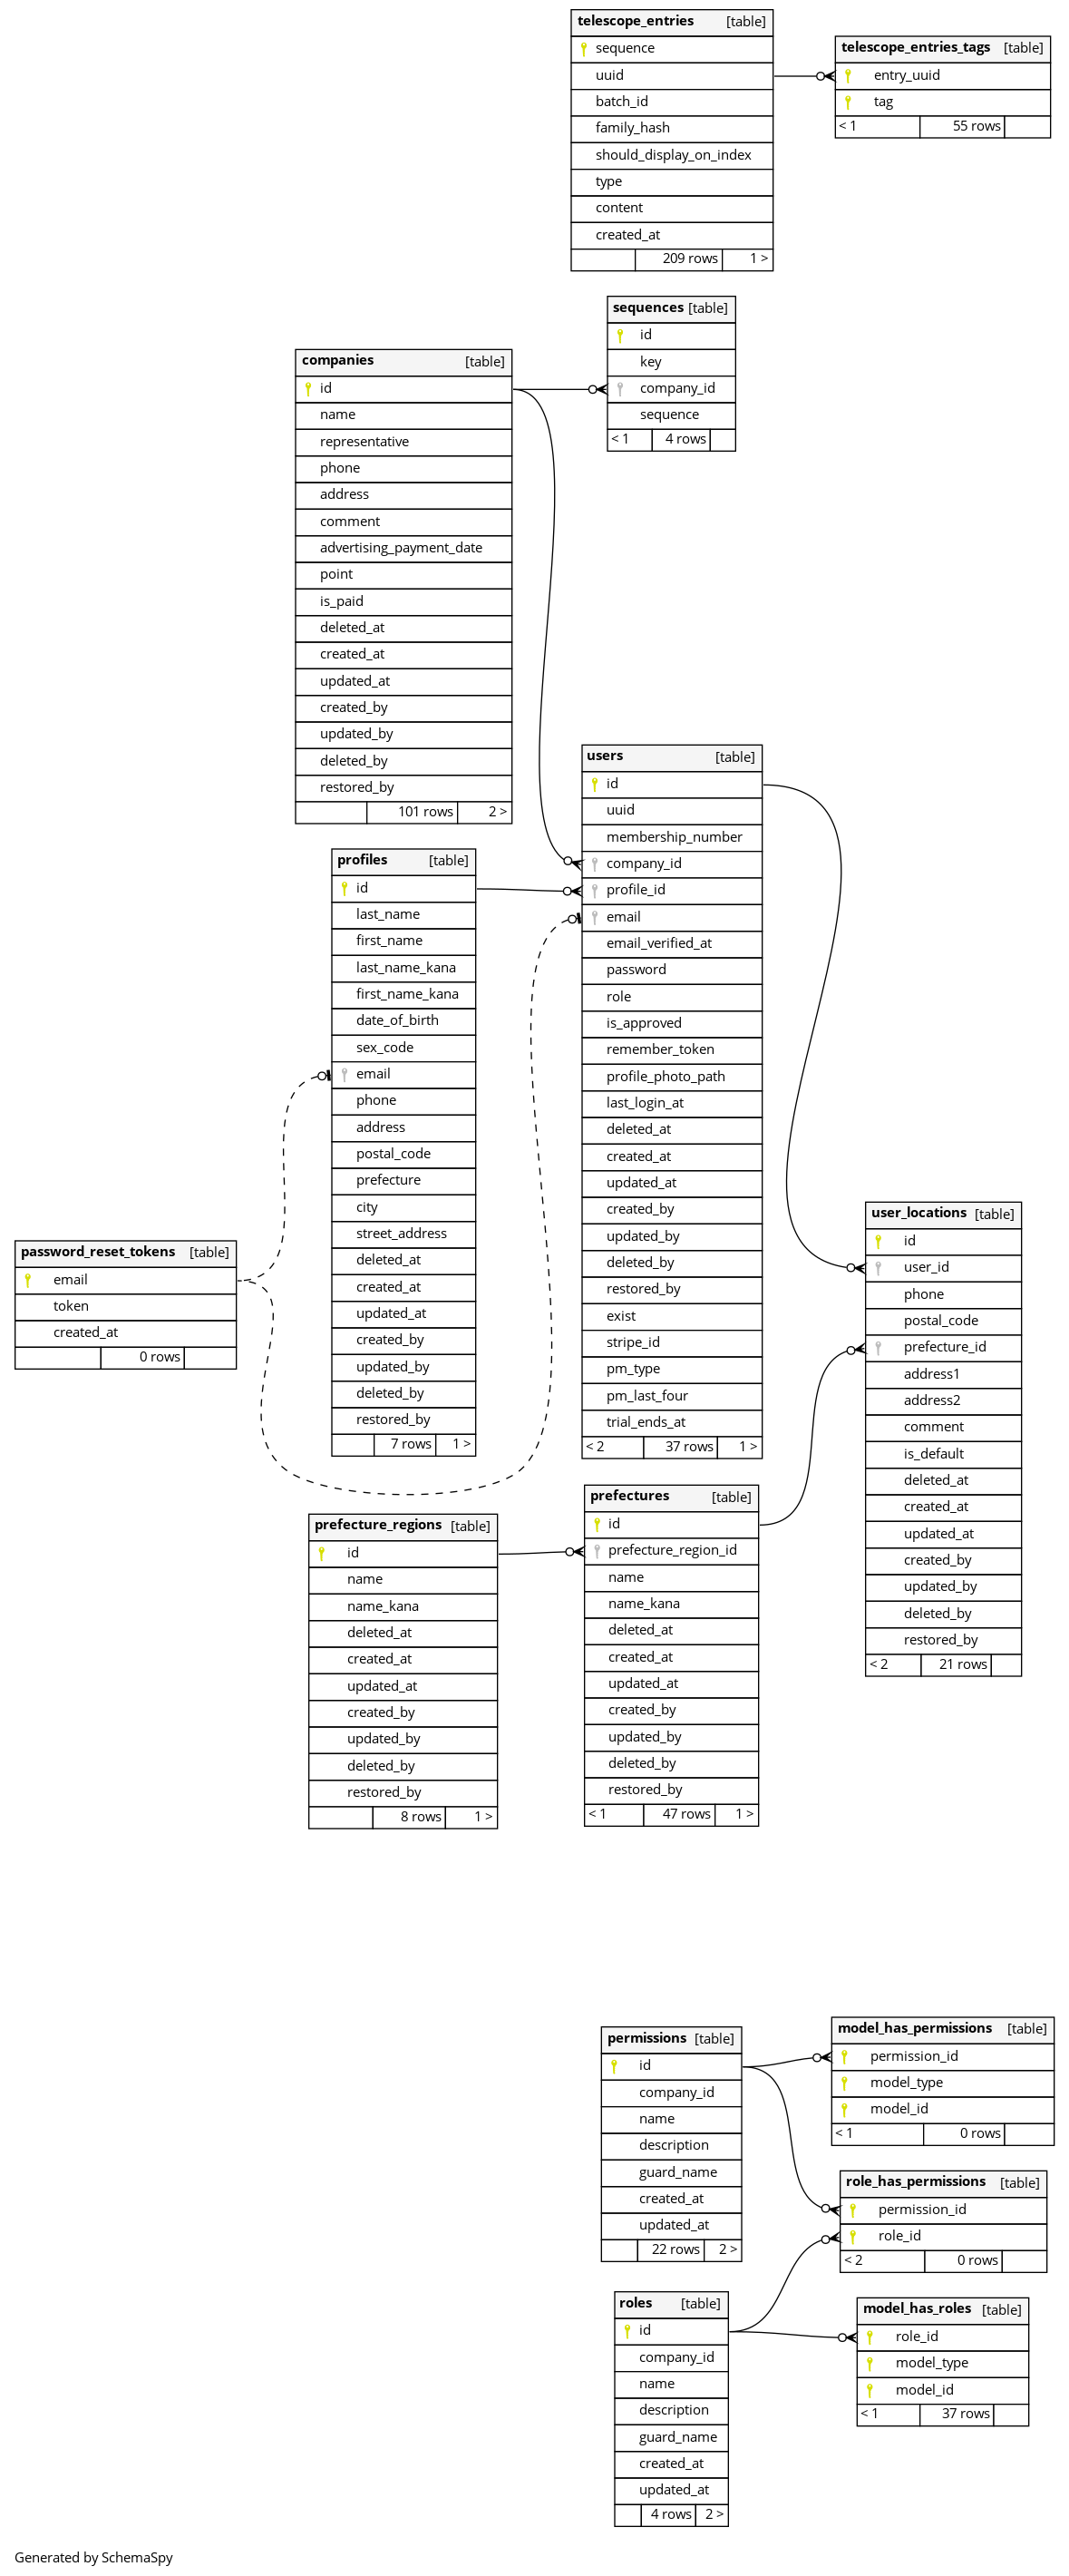 telescope_entries [table]
sequence
uuid
batch_id
family_hash
should_display_on_index
type
content
created_at
209 rows 1 >
telescope_entries_tags [table]
entry_uuid
tag
< 1 55 rows
sequences [table]
id
key
company_id
sequence
< 1 4 rows
companies [table]
id
name
representative
phone
address
comment
advertising_payment_date
point
is_paid
deleted_at
created_at
updated_at
created_by
updated_by
deleted_by
restored_by
101 rows 2 >
users [table]
id
uuid
membership_number
company_id
profile_id
email
email_verified_at
password
role
is_approved
remember_token
profile_photo_path
last_login_at
deleted_at
created_at
updated_at
created_by
updated_by
deleted_by
restored_by
exist
stripe_id
pm_type
pm_last_four
trial_ends_at
< 2 37 rows 1 >
profiles [table]
id
last_name
first_name
last_name_kana
first_name_kana
date_of_birth
sex_code
email
phone
address
postal_code
prefecture
city
street_address
deleted_at
created_at
updated_at
created_by
updated_by
deleted_by
restored_by
7 rows 1 >
user_locations [table]
id
user_id
phone
postal_code
prefecture_id
address1
address2
comment
is_default
deleted_at
created_at
updated_at
created_by
updated_by
deleted_by
restored_by
< 2 21 rows
password_reset_tokens [table]
email
token
created_at
0 rows
prefectures [table]
id
prefecture_region_id
name
name_kana
deleted_at
created_at
updated_at
created_by
updated_by
deleted_by
restored_by
< 1 47 rows 1 >
prefecture_regions [table]
id
name
name_kana
deleted_at
created_at
updated_at
created_by
updated_by
deleted_by
restored_by
8 rows 1 >
permissions [table]
id
company_id
name
description
guard_name
created_at
updated_at
22 rows 2 >
model_has_permissions [table]
permission_id
model_type
model_id
< 1 0 rows
role_has_permissions [table]
permission_id
role_id
< 2 0 rows
roles [table]
id
company_id
name
description
guard_name
created_at
updated_at
4 rows 2 >
model_has_roles [table]
role_id
model_type
model_id
< 1 37 rows
Generated by SchemaSpy